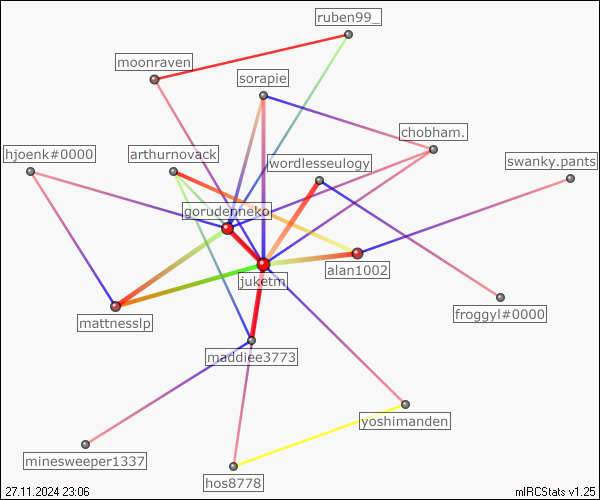 ruben99_
moonraven
sorapie
chobham.
hjoenk#0000
arthurnovack
wordlesseulogy
swanky.pants
gorudenneko
alan1002
juketm
froggyl#0000
mattnesslp
maddiee3773
yoshimanden
minesweeper1337
hos8778
27.11.2024 23:06
mIRCStats v1.25